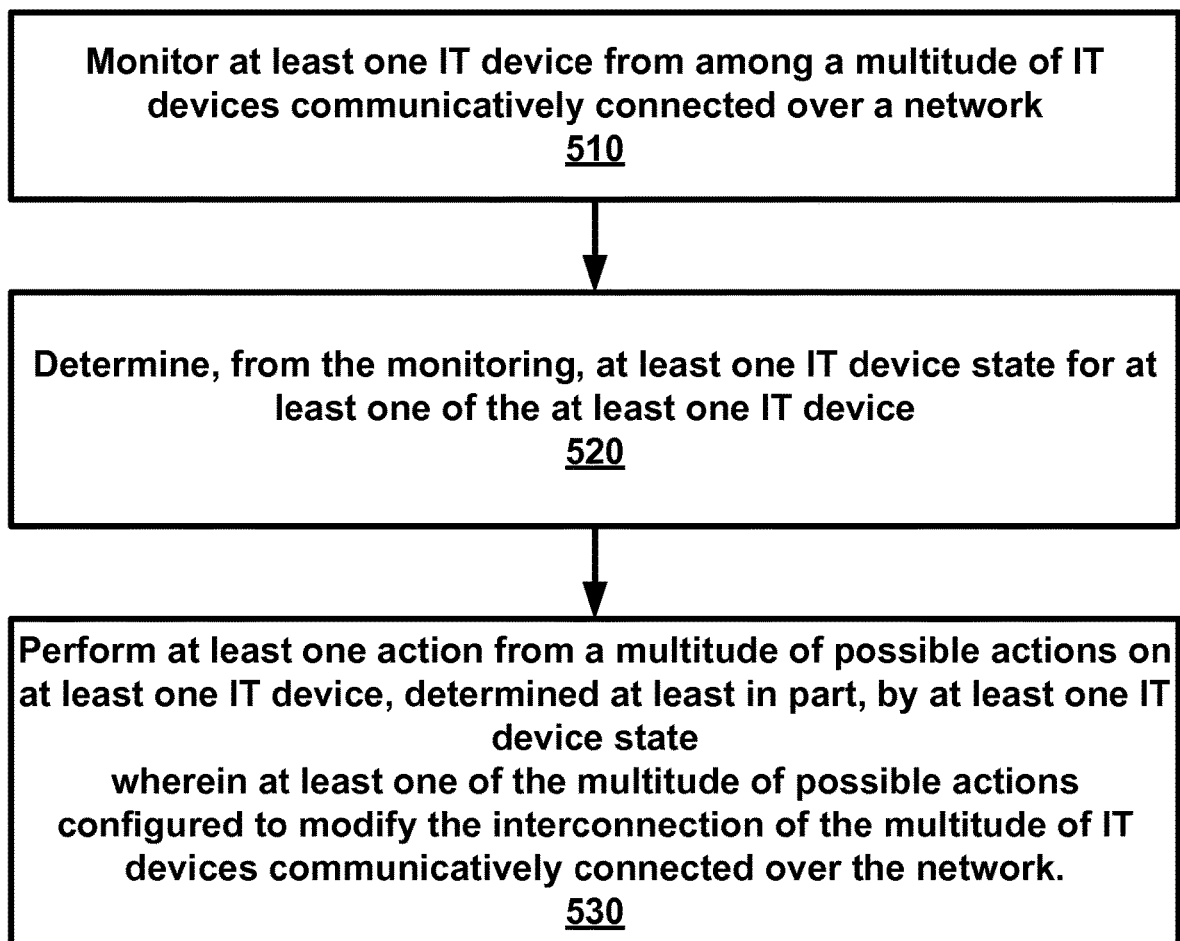 Monitor at least one IT device from among a multitude of IT
devices communicatively connected over a network
510
Determine, from the monitoring, at least one IT device state for at
least one of the at least one IT device
520
Perform at least one action from a multitude of possible actions on
at least one IT device, determined at least in part, by at least one IT
device state
wherein at least one of the multitude of possible actions
configured to modify the interconnection of the multitude of IT
devices communicatively connected over the network.
530